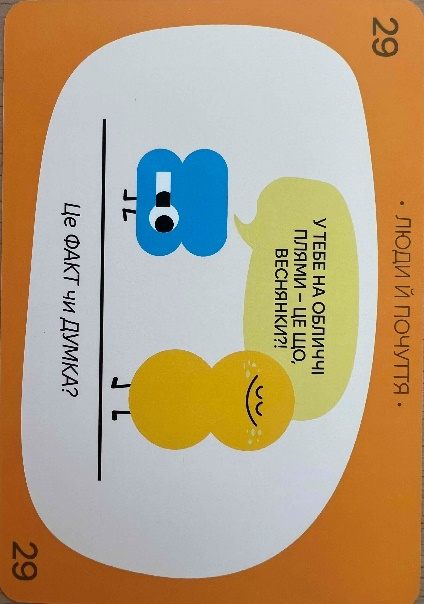 29
• ЛЮДИ Й ПОЧУТТЯ •
У ТЕБЕ НА ОБЛИЧЧІ
ПЛЯМИ – ЦЕ ЩО,
ВЕСНЯНКИ?!
Це ФАКТ чи ДУМКА?
29